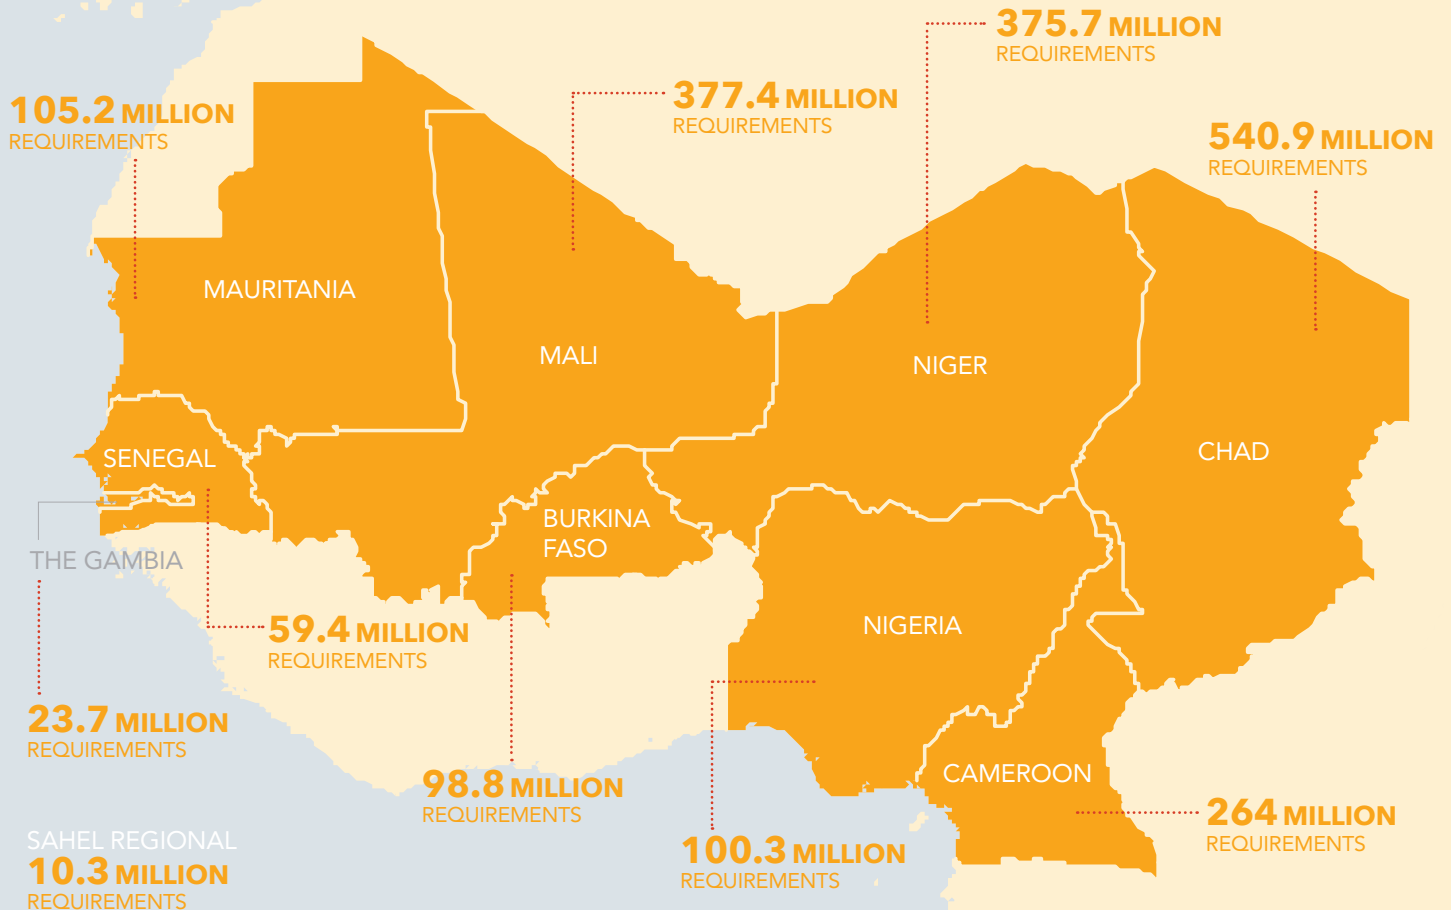 375.7 MILLION
REQUIREMENTS
377.4 MILLION
REQUIREMENTS
105.2 MILLION
REQUIREMENTS
540.9 MILLION
REQUIREMENTS
MAURITANIA
MALI
NIGER
CHAD
SENEGAL
BURKINA
FASO
THE GAMBIA
NIGERIA
59.4 MILLION
REQUIREMENTS
23.7 MILLION
REQUIREMENTS
CAMEROON
98.8 MILLION
REQUIREMENTS
264 MILLION
REQUIREMENTS
100.3 MILLION
REQUIREMENTS
SAHEL REGIONAL
10.3 MILLION
REQUIREMENTS